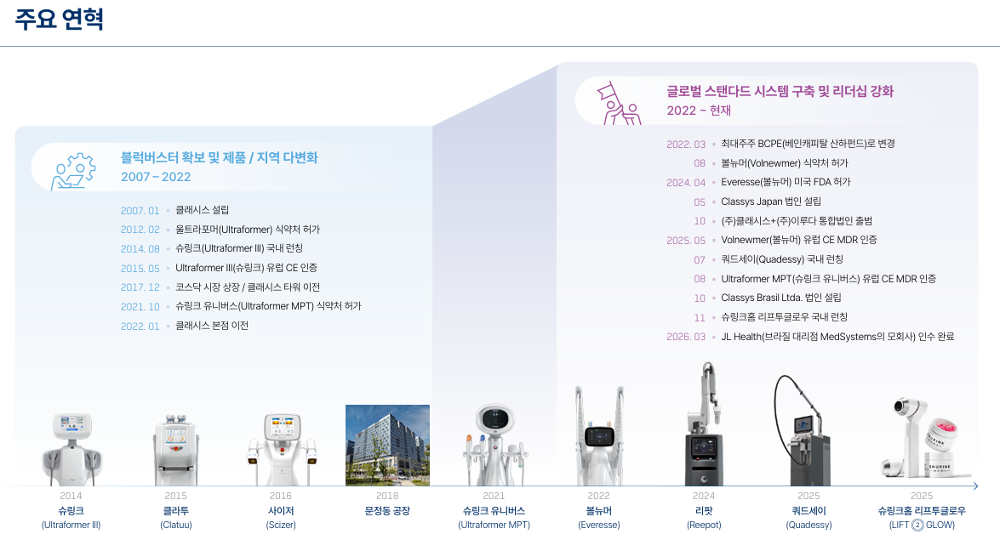 주요 연혁
블럭버스터 확보 및 제품 / 지역 다변화
2007 – 2022
2007. 01 • 클래시스 설립
2012. 02 • 울트라포머(Ultraformer) 식약처 허가
2014. 08 • 슈링크(Ultraformer III) 국내 런칭
2015. 05 • Ultraformer III(슈링크) 유럽 CE 인증
2017. 12 • 코스닥 시장 상장 / 클래시스 타워 이전
2021. 10 • 슈링크 유니버스(Ultraformer MPT) 식약처 허가
2022. 01 • 클래시스 본점 이전
글로벌 스탠다드 시스템 구축 및 리더십 강화
2022 ~ 현재
2022. 03 • 최대주주 BCPE(베인캐피탈 산하펀드)로 변경
08 • 볼뉴머(Volnewmer) 식약처 허가
2024. 04 • Everesse(볼뉴머) 미국 FDA 허가
05 • Classys Japan 법인 설립
10 • (주)클래시스+(주)이루다 통합법인 출범
2025. 05 • Volnewmer(볼뉴머) 유럽 CE MDR 인증
07 • 쿼드세이(Quadessy) 국내 런칭
08 • Ultraformer MPT(슈링크 유니버스) 유럽 CE MDR 인증
10 • Classys Brasil Ltda. 법인 설립
11 • 슈링크홈 리프투글로우 국내 런칭
2026. 03 • JL Health(브라질 대리점 MedSystems의 모회사) 인수 완료
2014
슈링크
(Ultraformer III)
2015
클라투
(Clatuu)
2016
사이저
(Scizer)
2018
문정동 공장
2021
슈링크 유니버스
(Ultraformer MPT)
2022
볼뉴머
(Everesse)
2024
리팟
(Reepot)
2025
쿼드세이
(Quadessy)
SHURINK
HOME
SHURINK
2025
슈링크홈 리프투글로우
(LIFT ② GLOW)